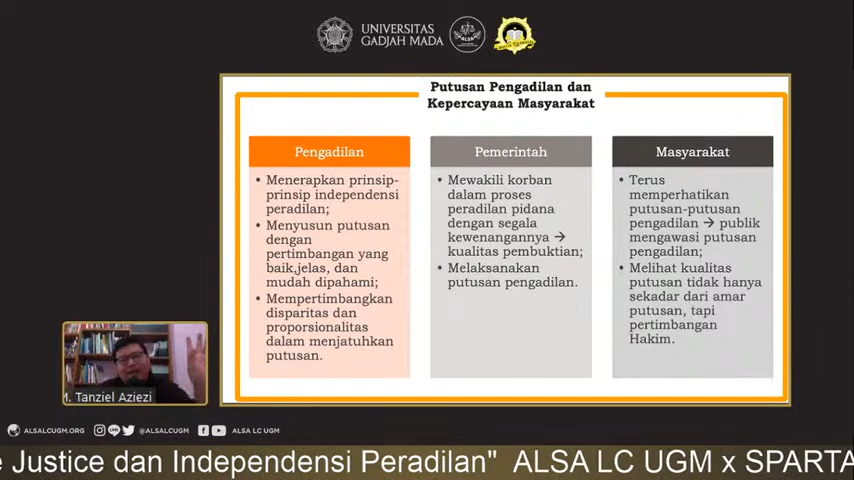 UNIVERSITAS
GADJAH MADA
ALSA
Putusan Pengadilan dan
Kepercayaan Masyarakat
Pengadilan
• Menerapkan prinsip-
prinsip independensi
peradilan;
• Menyusun putusan
dengan
pertimbangan yang
baik,jelas, dan
mudah dipahami;
• Mempertimbangkan
disparitas dan
proporsionalitas
dalam menjatuhkan
putusan.
Pemerintah
• Mewakili korban
dalam proses
peradilan pidana
dengan segala
kewenangannya →
kualitas pembuktian;
• Melaksanakan
putusan pengadilan.
Masyarakat
• Terus
memperhatikan
putusan-putusan
pengadilan → publik
mengawasi putusan
pengadilan;
• Melihat kualitas
putusan tidak hanya
sekadar dari amar
putusan, tapi
pertimbangan
Hakim.
M. Tanziel Aziezi
ALSALCUGM.ORG
@ALSALCUGM
ALSA LC UGM
e Justice dan Independensi Peradilan" ALSA LC UGM x SPARTA